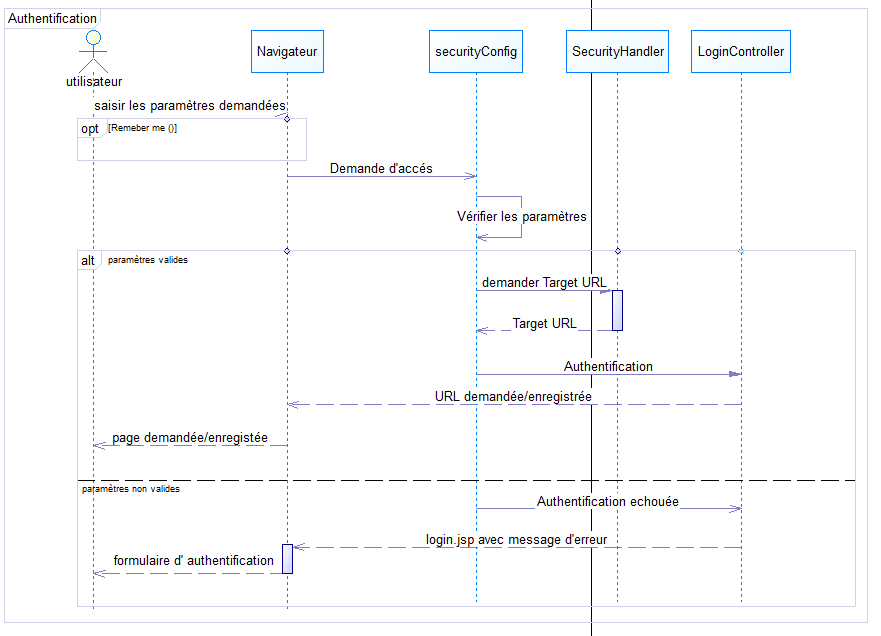 Authentification
Navigateur
securityConfig
SecurityHandler
LoginController
utilisateur
saisir les paramètres demandées
opt
[Remeber me ()]
Demande d'accés
Vérifier les paramètres
alt
paramètres valides
demander Target URL
Target URL
Authentification
URL demandée/enregistrée
page demandée/enregistée
paramètres non valides
Authentification echouée
login.jsp avec message d'erreur
formulaire d' authentification